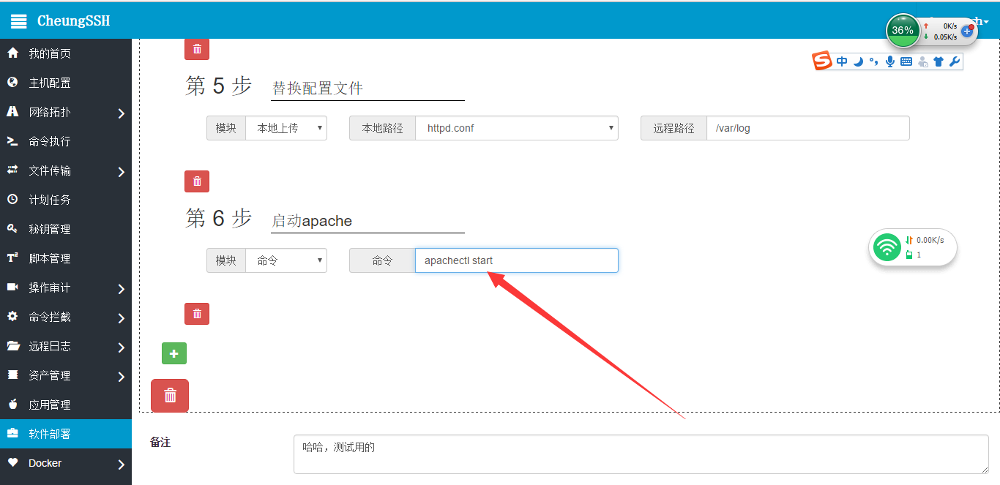 CheungSSH
h
36%
0K/s
0.05K/s
中
我的首页
主机配置
网络拓扑
命令执行
文件传输
计划任务
秘钥管理
脚本管理
操作审计
命令拦截
远程日志
资产管理
应用管理
软件部署
Docker
第 5 步 替换配置文件
模块 本地上传 本地路径 httpd.conf 远程路径 /var/log
第 6 步 启动apache
模块 命令 命令 apachectl start
0.00K/s
1
备注 哈哈，测试用的